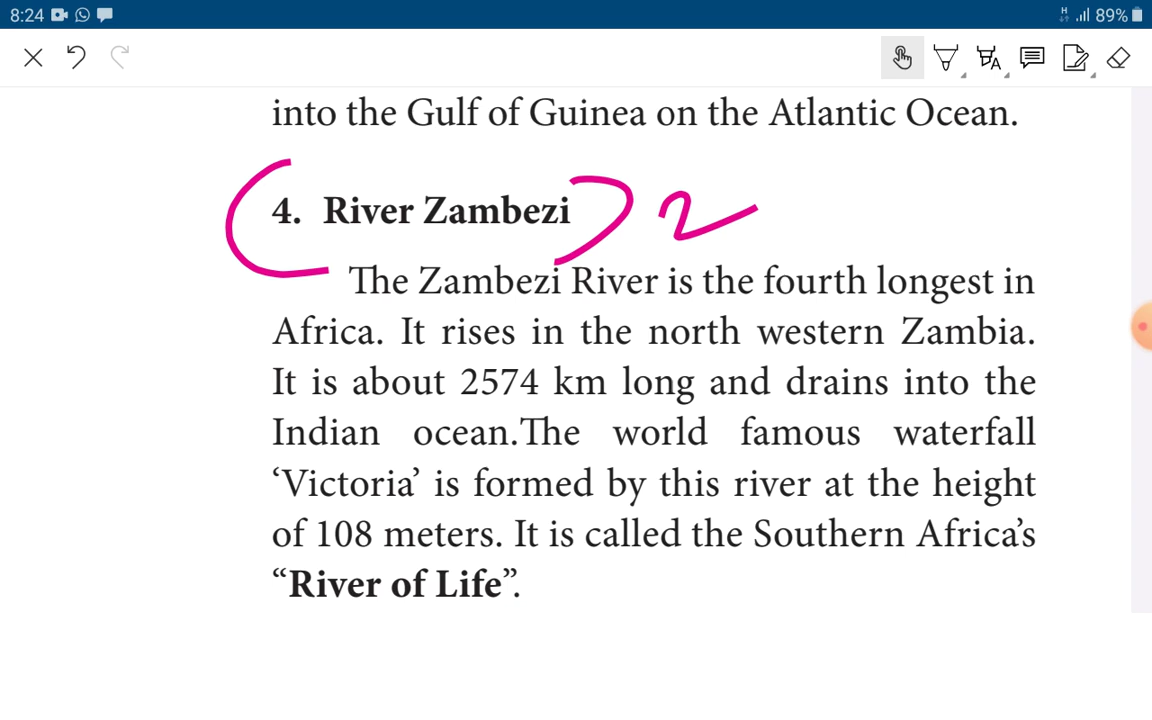 8:24 H 89%
into the Gulf of Guinea on the Atlantic Ocean.
4. River Zambezi 2
The Zambezi River is the fourth longest in
Africa. It rises in the north western Zambia.
It is about 2574 km long and drains into the
Indian ocean.The world famous waterfall
‘Victoria’ is formed by this river at the height
of 108 meters. It is called the Southern Africa’s
“River of Life”.